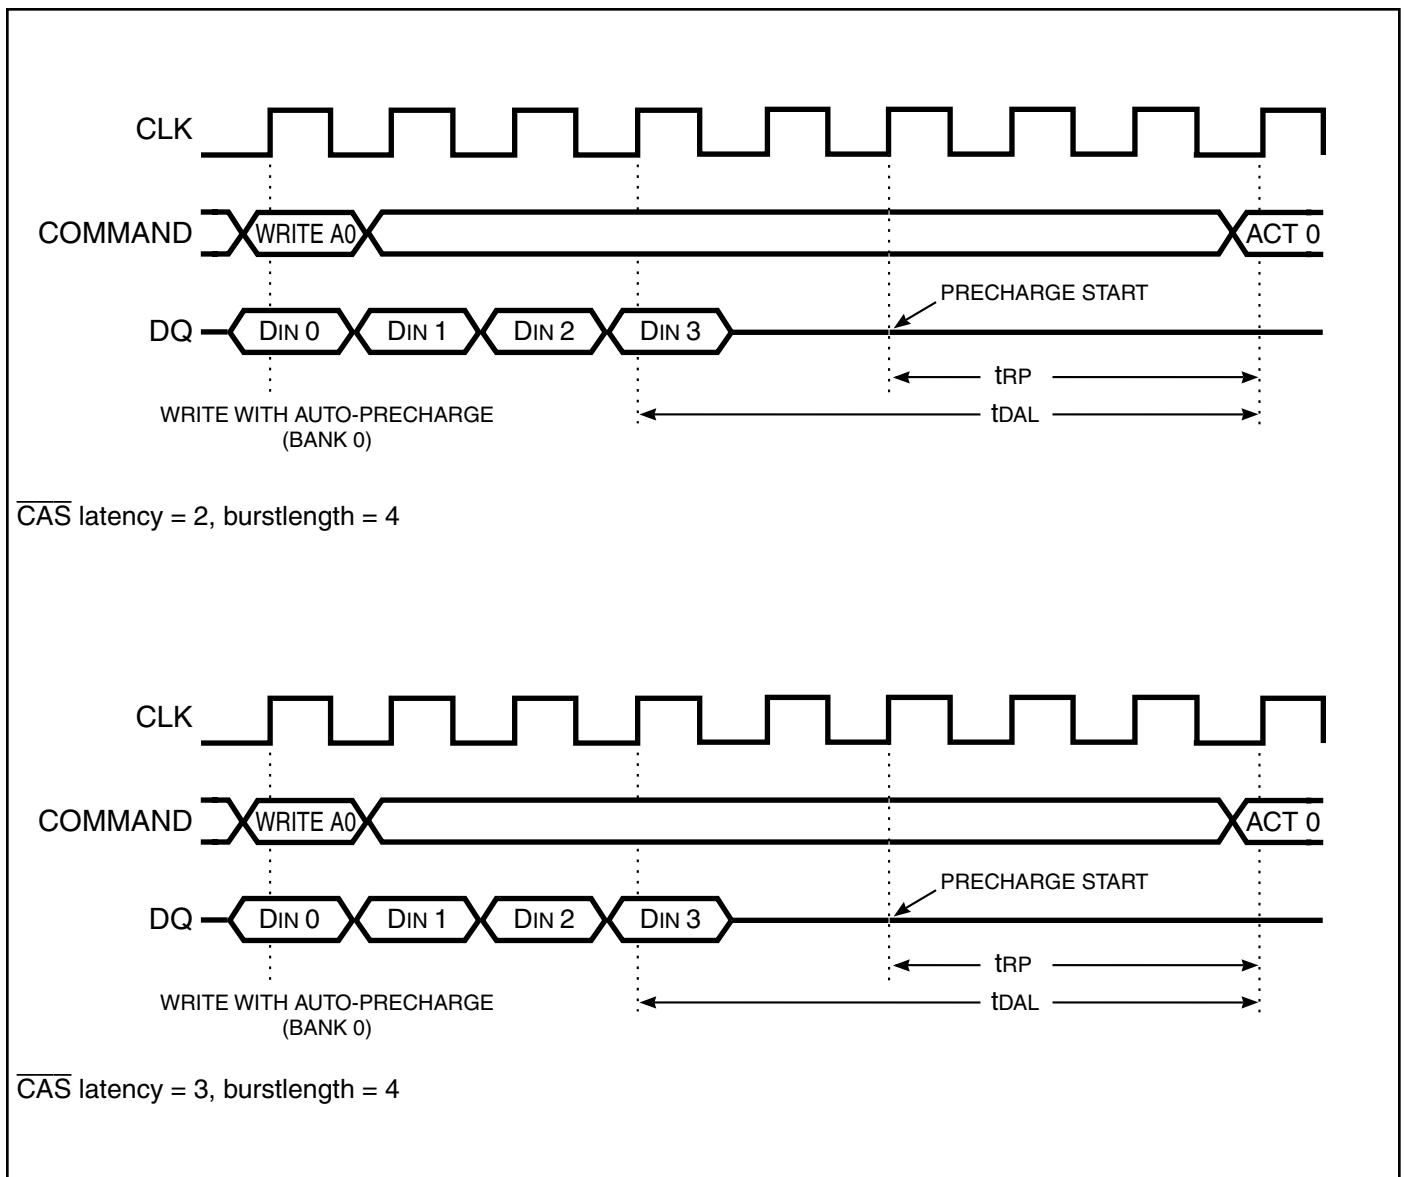 CLK
COMMAND
WRITE A0
ACT 0
PRECHARGE START
DQ
DIN 0
DIN 1
DIN 2
DIN 3
tRP
WRITE WITH AUTO-PRECHARGE
(BANK 0)
tDAL
CAS latency = 2, burstlength = 4
CLK
COMMAND
WRITE A0
ACT 0
PRECHARGE START
DQ
DIN 0
DIN 1
DIN 2
DIN 3
tRP
WRITE WITH AUTO-PRECHARGE
(BANK 0)
tDAL
CAS latency = 3, burstlength = 4